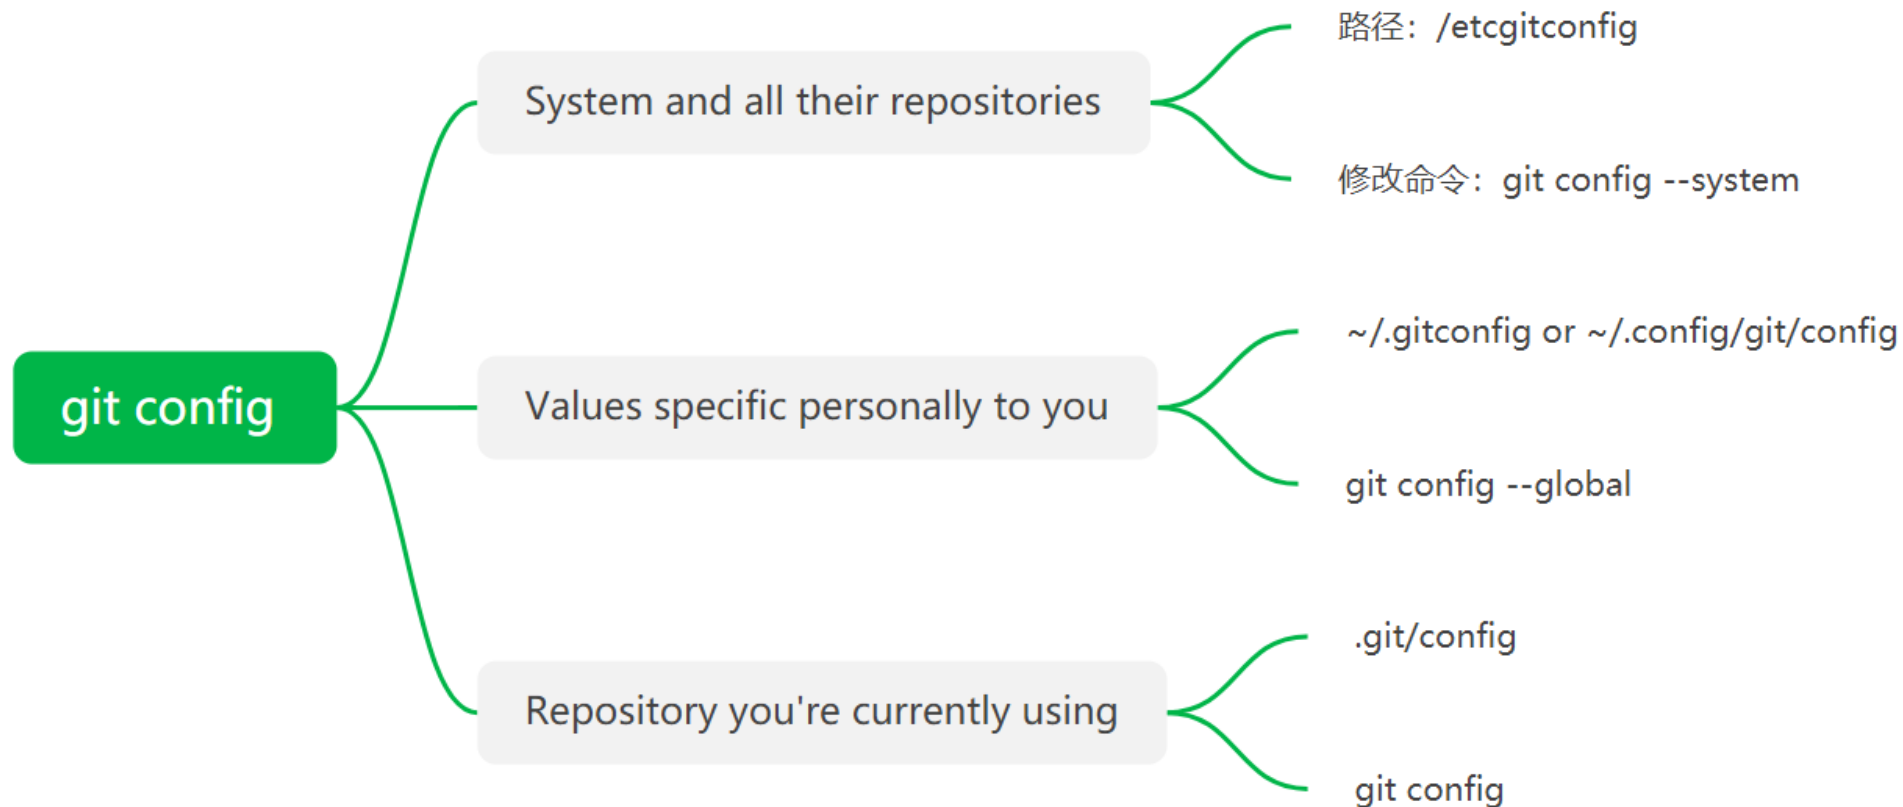 git config
System and all their repositories
路径：/etcgitconfig
修改命令：git config --system
Values specific personally to you
~/.gitconfig or ~/.config/git/config
git config --global
Repository you're currently using
.git/config
git config